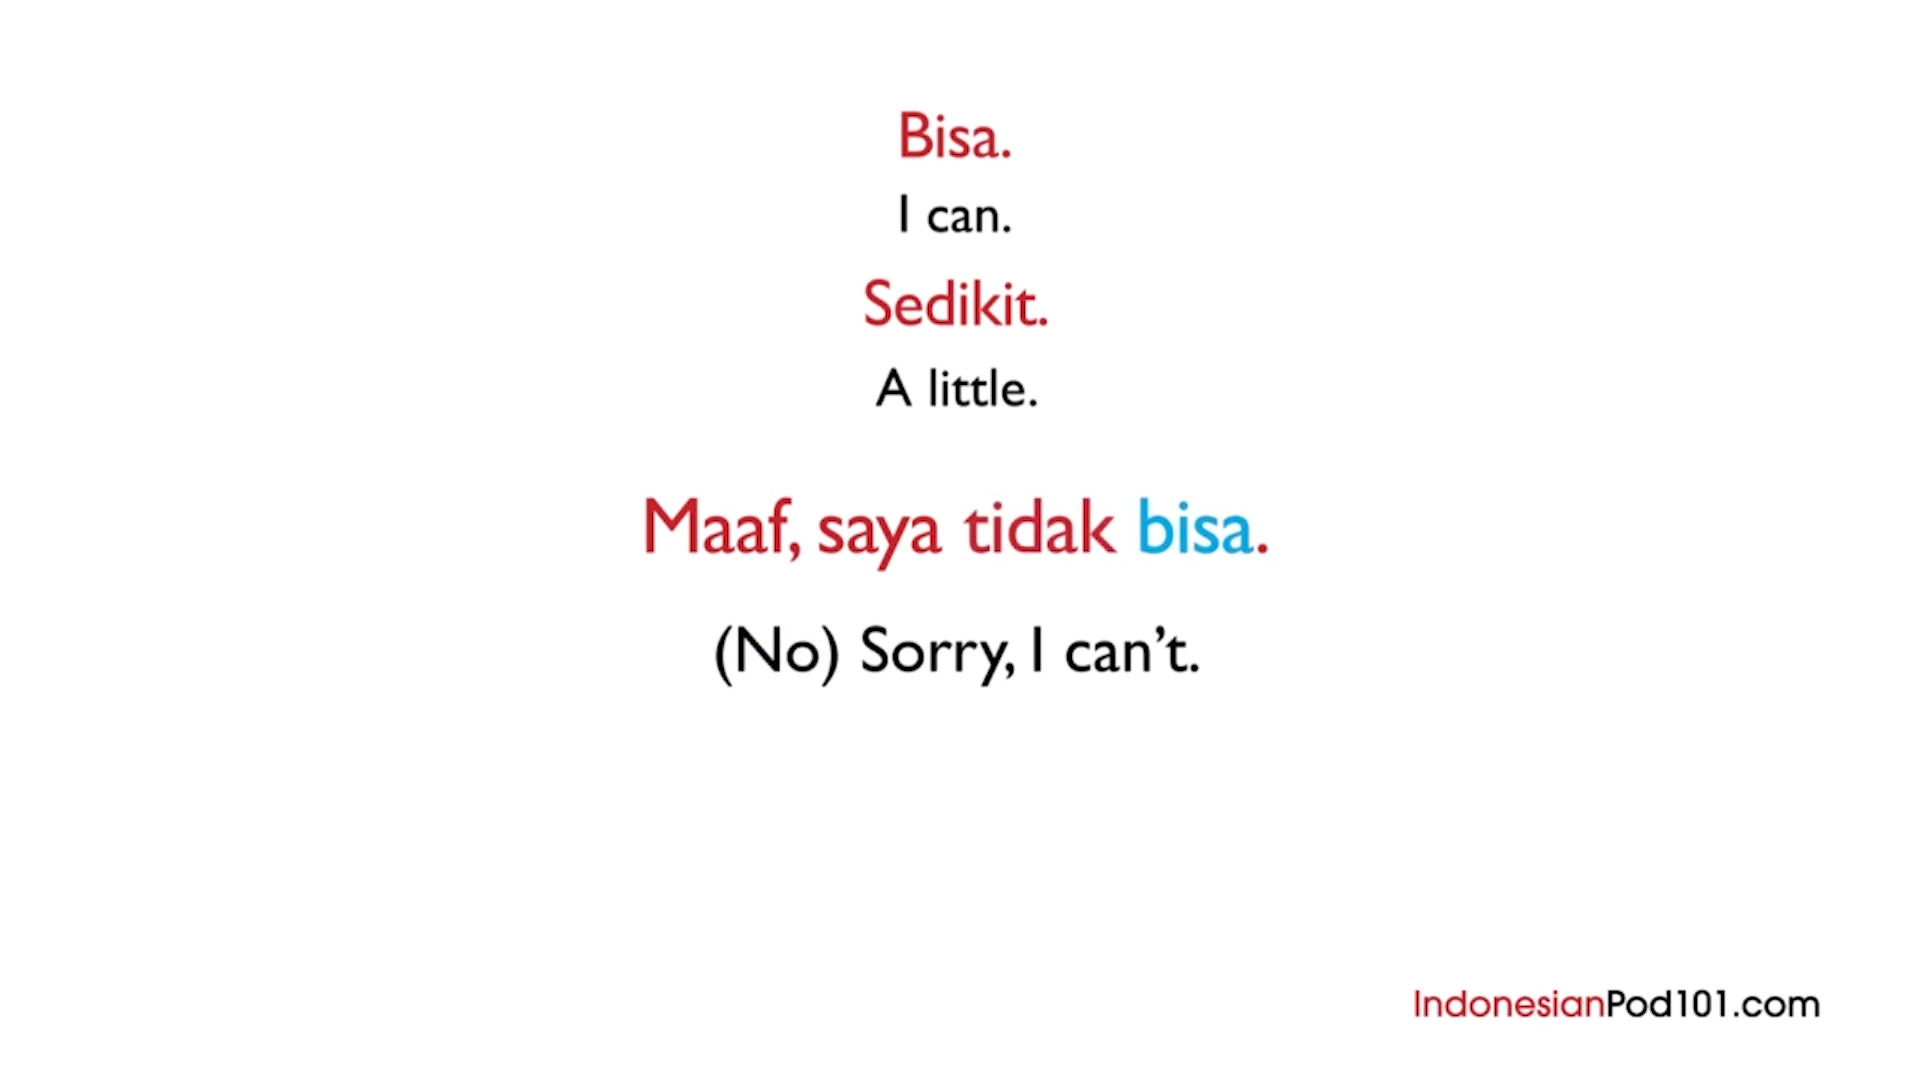 Bisa.
I can.
Sedikit.
A little.
Maaf, saya tidak bisa.
(No) Sorry, I can’t.
IndonesianPod101.com